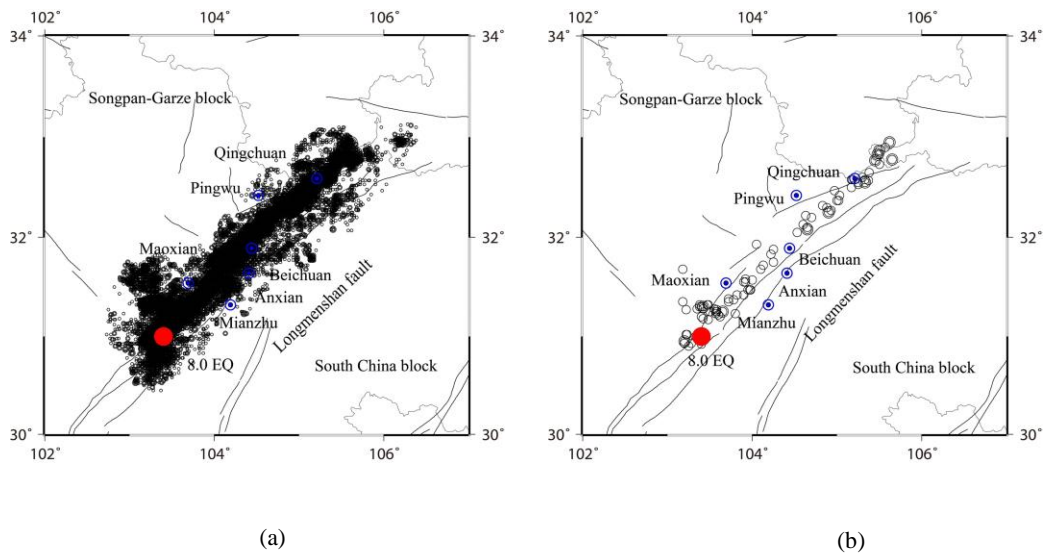 102˚ 104˚ 106˚
34˚ 34˚
Songpan-Garze block
Qingchuan
Pingwu
32˚ 32˚
Maoxian
Beichuan
Anxian
Mianzhu
Longmenshan fault
8.0 EQ
South China block
30˚ 30˚
102˚ 104˚ 106˚
(a)
102˚ 104˚ 106˚
34˚ 34˚
Songpan-Garze block
Qingchuan
Pingwu
32˚ 32˚
Beichuan
Maoxian
Anxian
Mianzhu
Longmenshan fault
8.0 EQ
South China block
30˚ 30˚
102˚ 104˚ 106˚
(b)